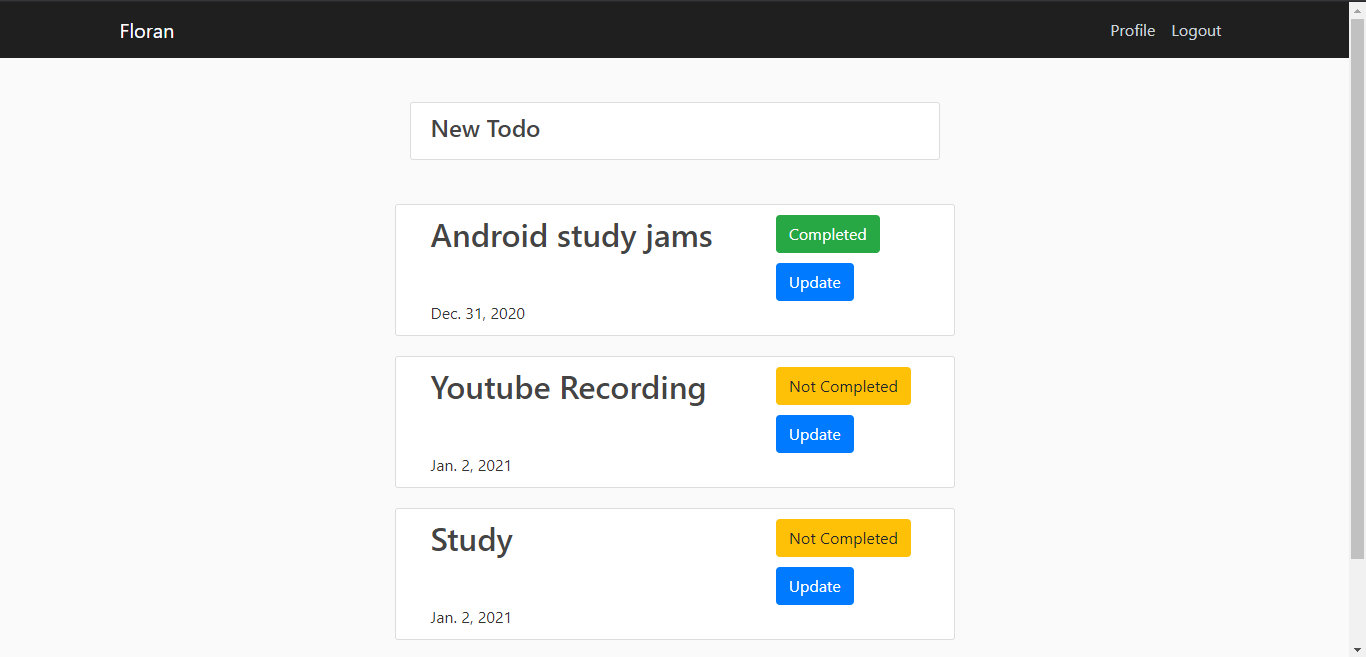 Floran
Profile
Logout
New Todo
Android study jams
Completed
Update
Dec. 31, 2020
Youtube Recording
Not Completed
Update
Jan. 2, 2021
Study
Not Completed
Update
Jan. 2, 2021